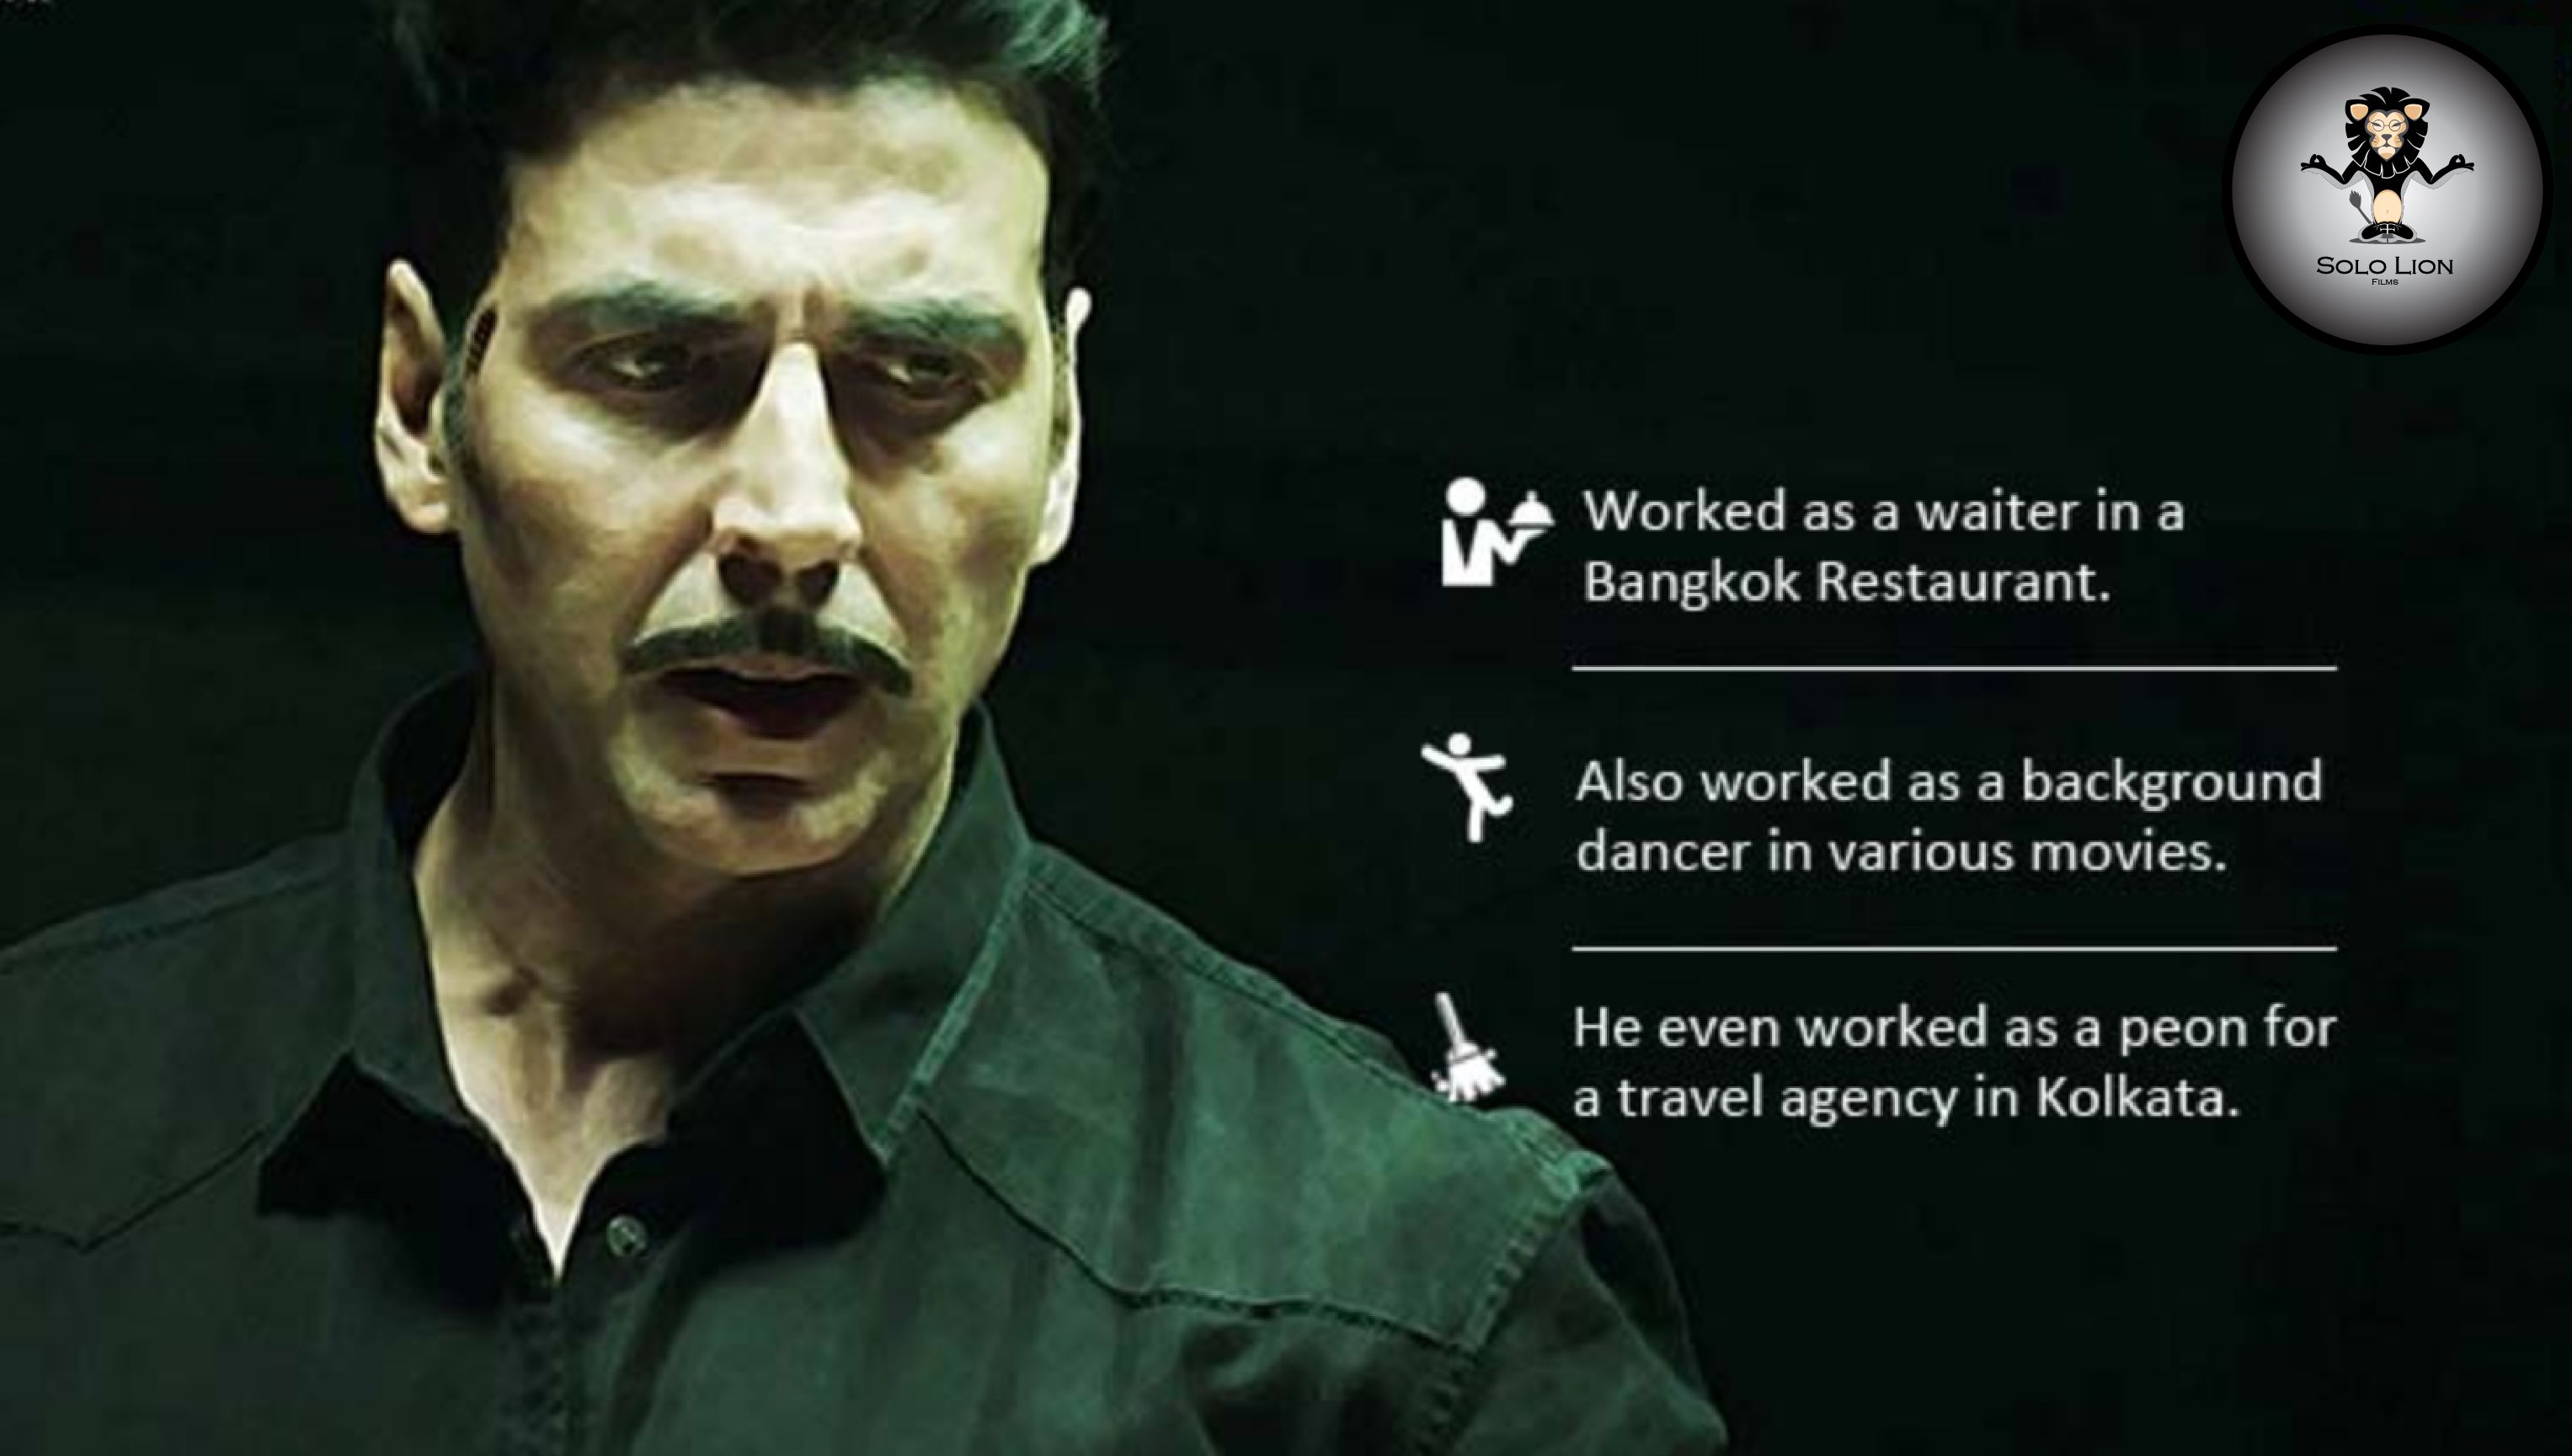 Solo Lion
Films
Worked as a waiter in a
Bangkok Restaurant.
Also worked as a background
dancer in various movies.
He even worked as a peon for
a travel agency in Kolkata.